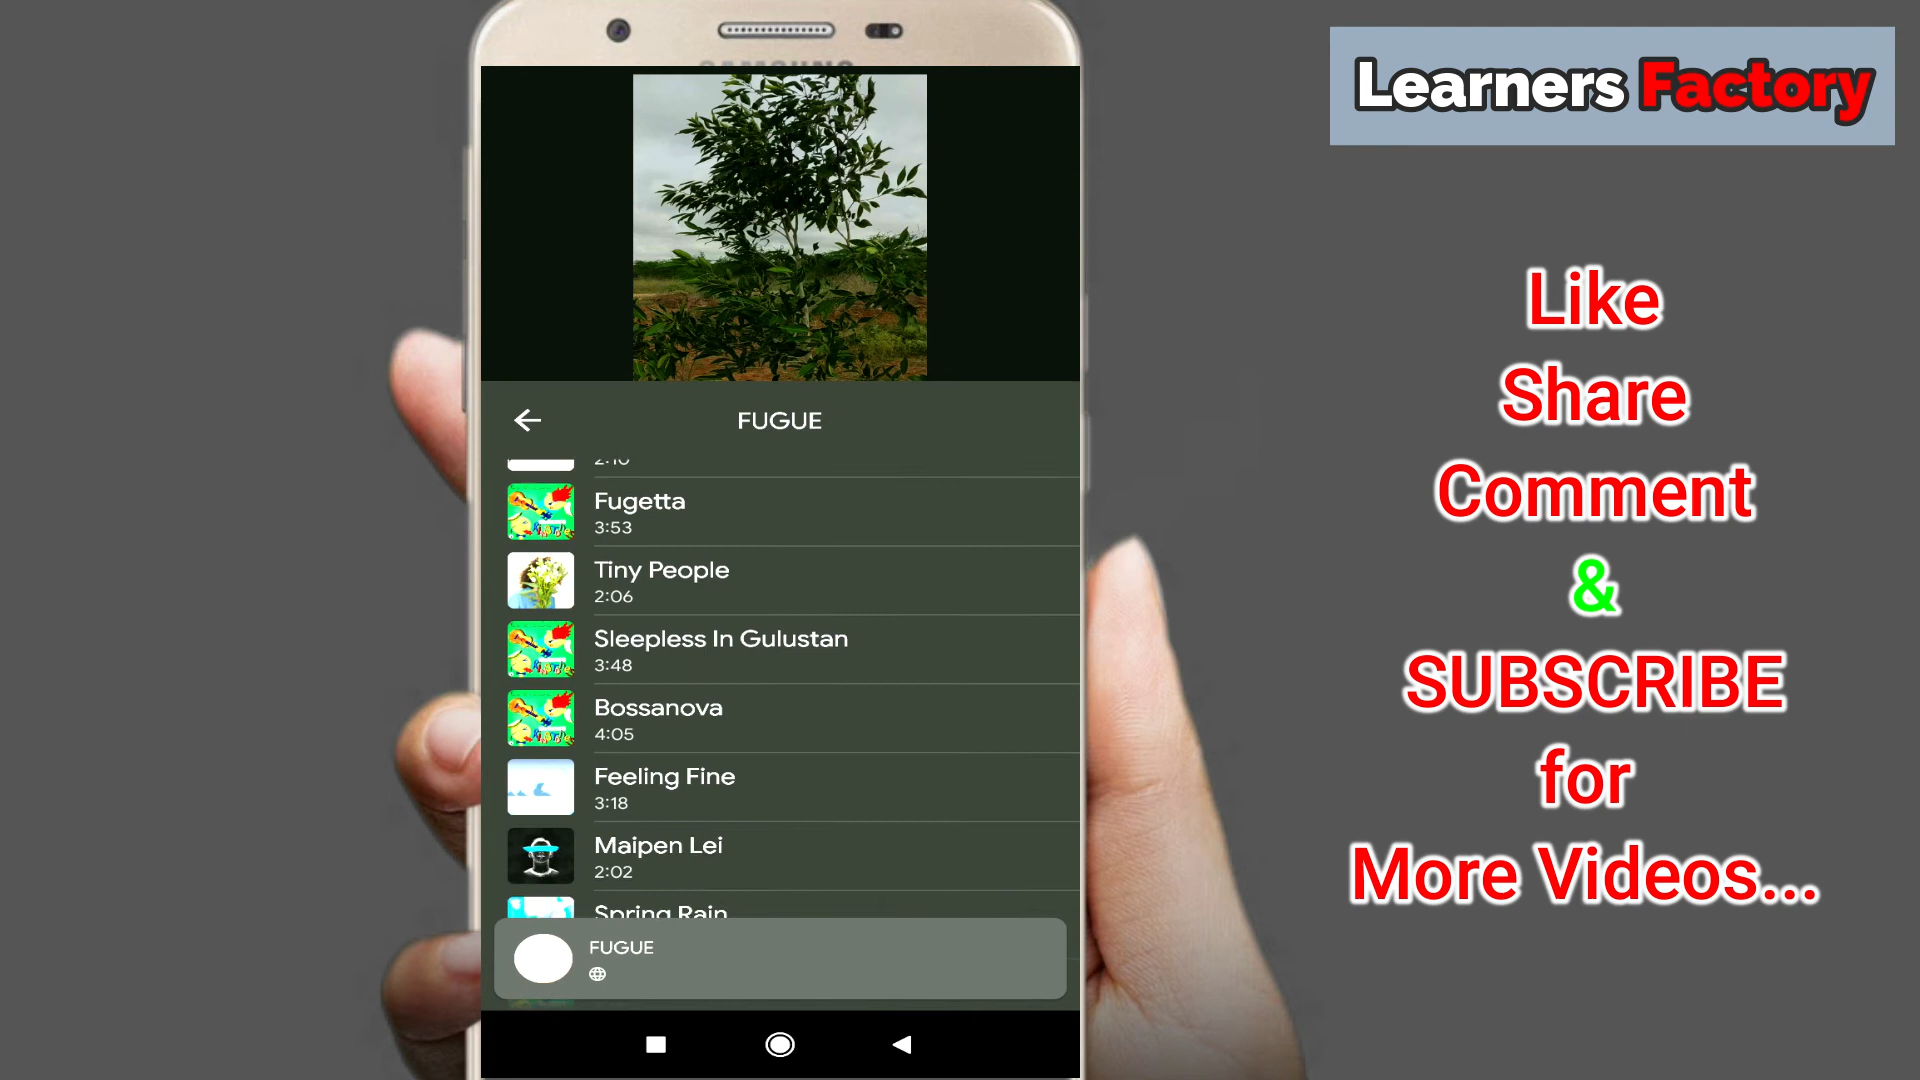 Learners Factory
FUGUE
Fugetta
3:53
Tiny People
2:06
Sleepless In Gulustan
3:48
Bossanova
4:05
Feeling Fine
3:18
Maipen Lei
2:02
Spring Rain
FUGUE
Like
Share
Comment
&
SUBSCRIBE
for
More Videos...